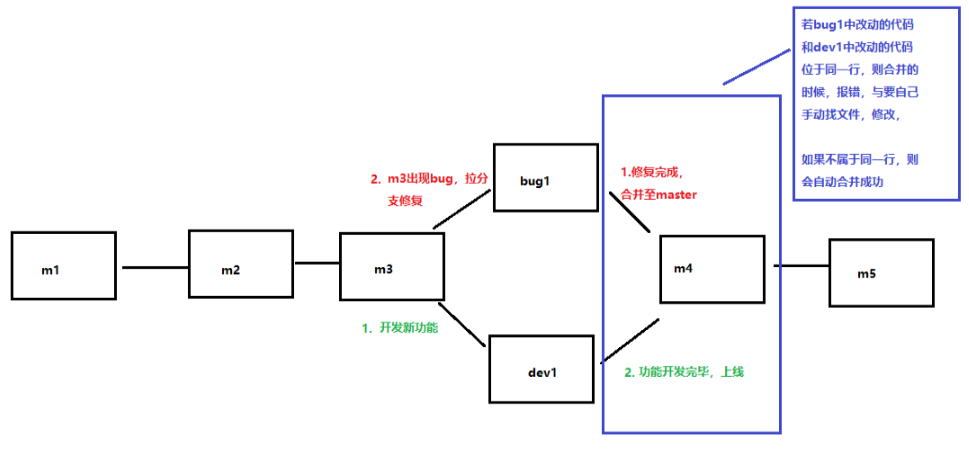 若bug1中改动的代码
和dev1中改动的代码
位于同一行，则合并的
时候，报错，与要自己
手动找文件，修改，
如果不属于同一行，则
会自动合并成功
2. m3出现bug，拉分
支修复
bug1
1.修复完成，
合并至master
m1
m2
m3
m4
m5
1. 开发新功能
dev1
2. 功能开发完毕，上线